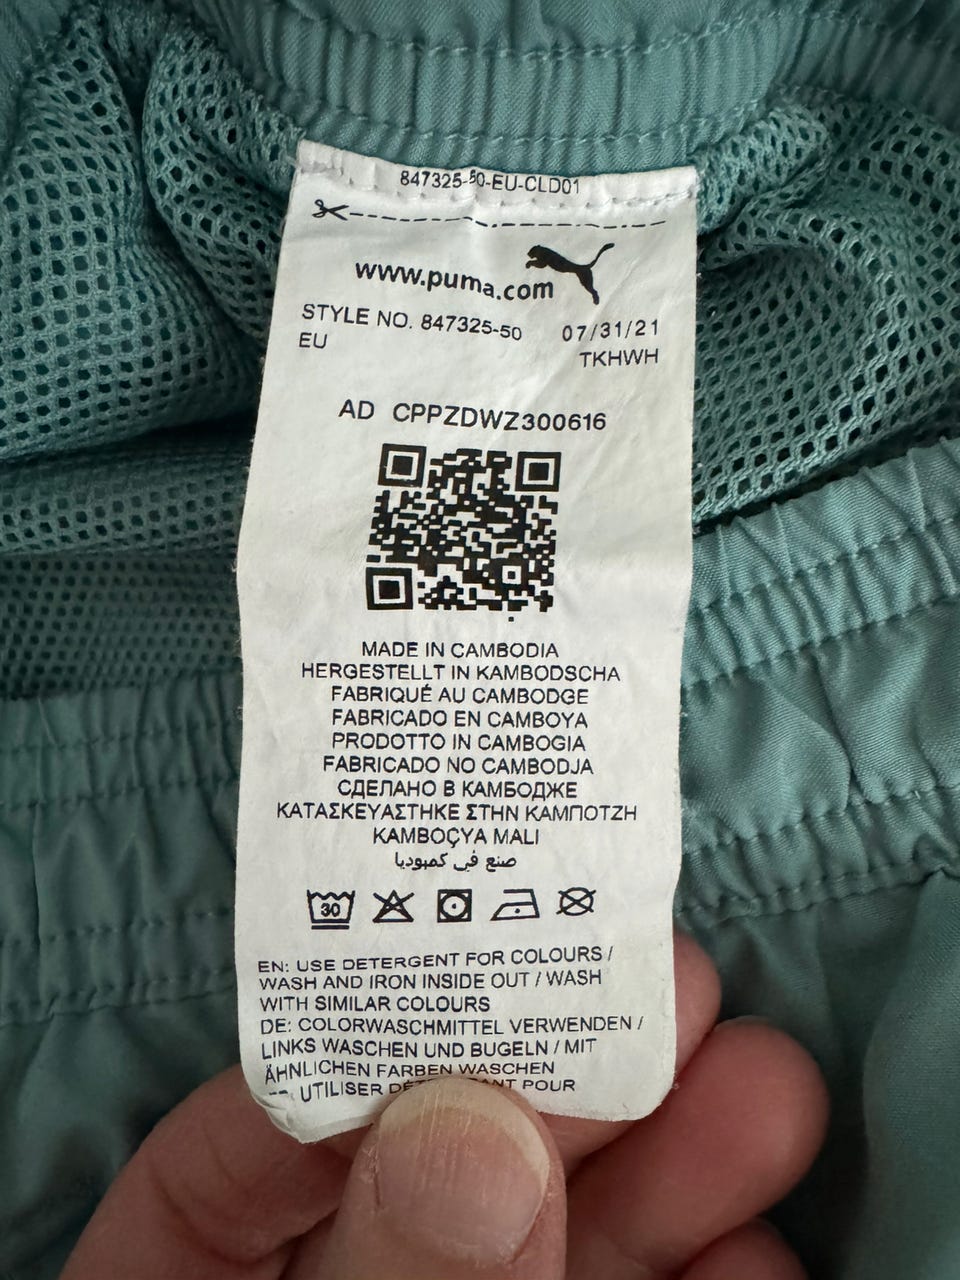 847325-50-EU-CLD01
www.puma.com
STYLE NO. 847325-50 07/31/21
EU TKHWH
AD CPPZDWZ300616
MADE IN CAMBODIA
HERGESTELLT IN KAMBODSCHA
FABRIQUÉ AU CAMBODGE
FABRICADO EN CAMBOYA
PRODOTTO IN CAMBOGIA
FABRICADO NO CAMBODJA
СДЕЛАНО В КАМБОДЖЕ
ΚΑΤΑΣΚΕΥΑΣΤΗΚΕ ΣΤΗΝ ΚΑΜΠΟΤΖΗ
KAMBOÇYA MALI
صنع في كمبوديا
30
EN: USE DETERGENT FOR COLOURS /
WASH AND IRON INSIDE OUT / WASH
WITH SIMILAR COLOURS
DE: COLORWASCHMITTEL VERWENDEN /
LINKS WASCHEN UND BUGELN / MIT
ÄHNLICHEN FARBEN WASCHEN
UTILISER POUR